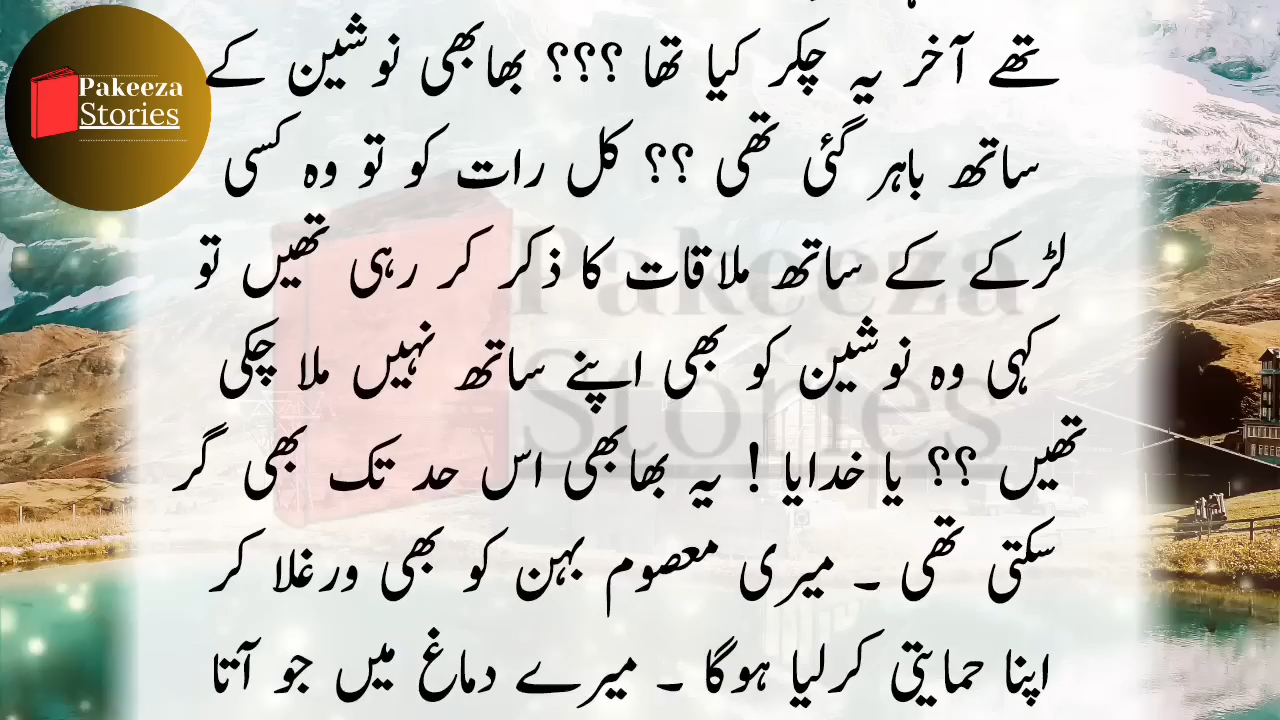 Pakeeza
Stories
تھے آخر یہ چکر کیا تھا ؟؟؟ بھابھی نوشین کے
ساتھ باہر گئی تھی ؟؟ کل رات کو تو وہ کسی
لڑکے کے ساتھ ملاقات کا ذکر کر رہی تھیں تو
کہی وہ نوشین کو بھی اپنے ساتھ نہیں ملا چکی
تھیں ؟؟ یا خدایا ! یہ بھابھی اس حد تک بھی گر
سکتی تھی ۔ میری معصوم بہن کو بھی ورغلا کر
اپنا حمایتی کرلیا ہوگا ۔ میرے دماغ میں جو آتا
Pakeeza
Stories